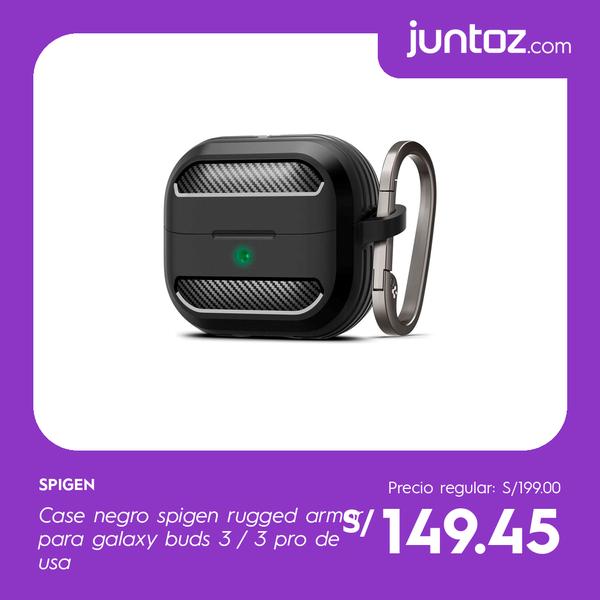 juntoz.com
SPIGEN
Case negro spigen rugged armor
para galaxy buds 3 / 3 pro de
usa
Precio regular: S/199.00
S/149.45